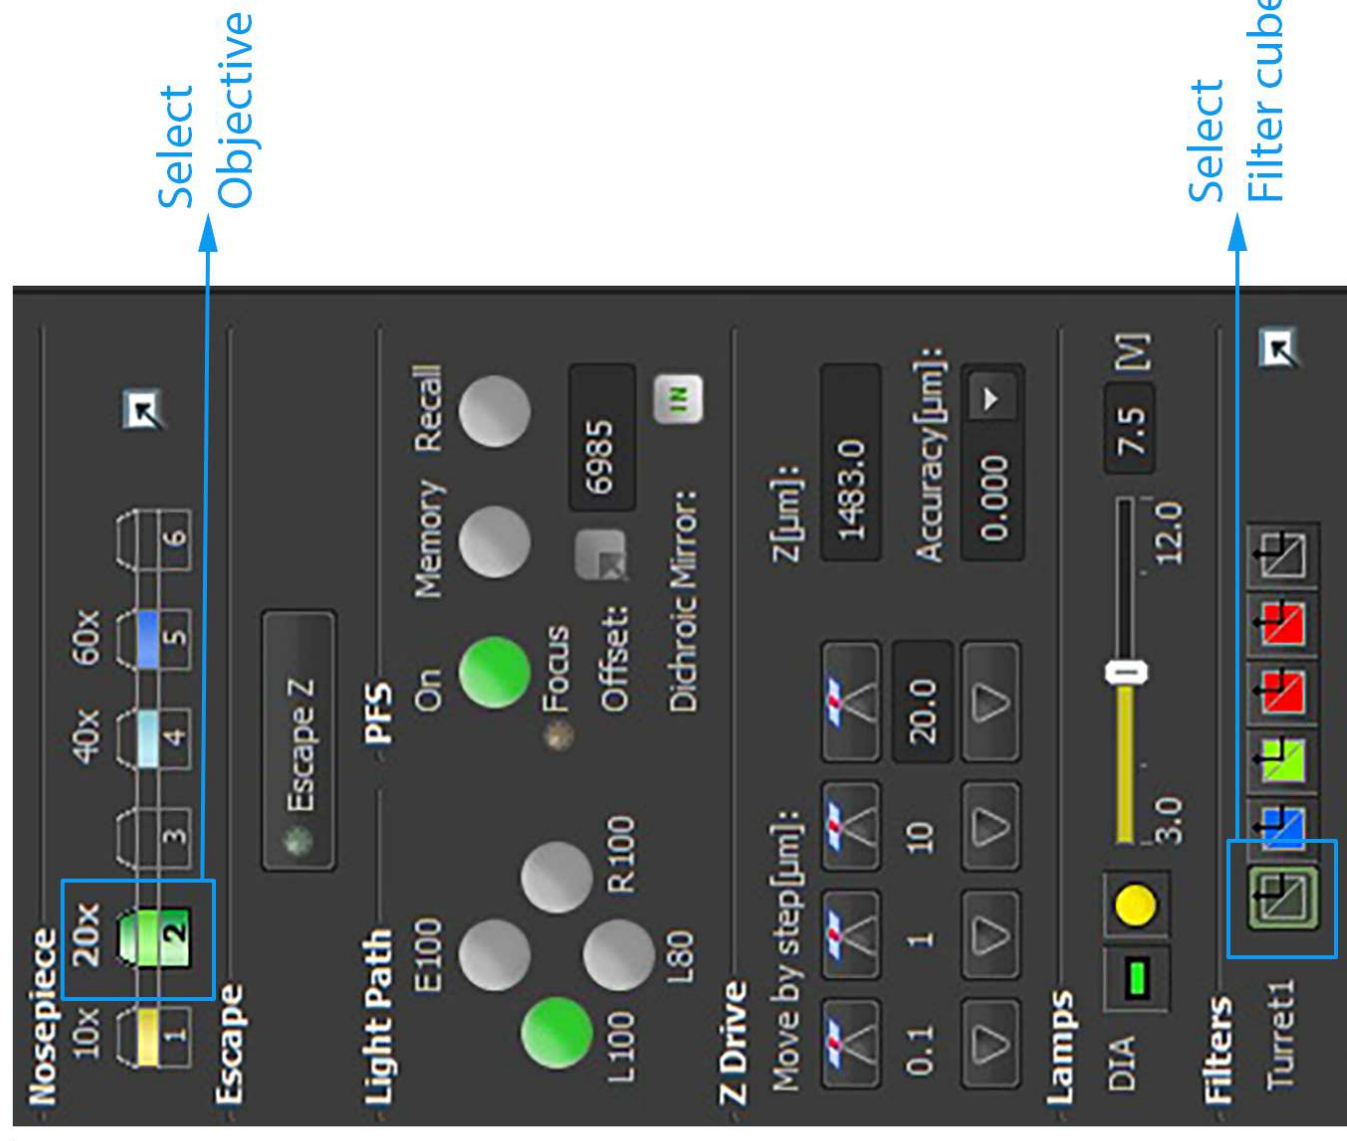 Nosepiece
10x 20x 40x 60x
1 2 3 4 5 6
Select
Objective
Escape
Escape Z
Light Path
E100
L100 R100
L80
PFS
On Memory Recall
Focus
Offset: 6985
Dichroic Mirror: IN
Z Drive
Move by step[µm]: Z[µm]:
1483.0
0.1 1 10 20.0
Accuracy[µm]:
0.000
Lamps
DIA 7.5 [V]
3.0 12.0
Filters
Turret1
Select
Filter cube